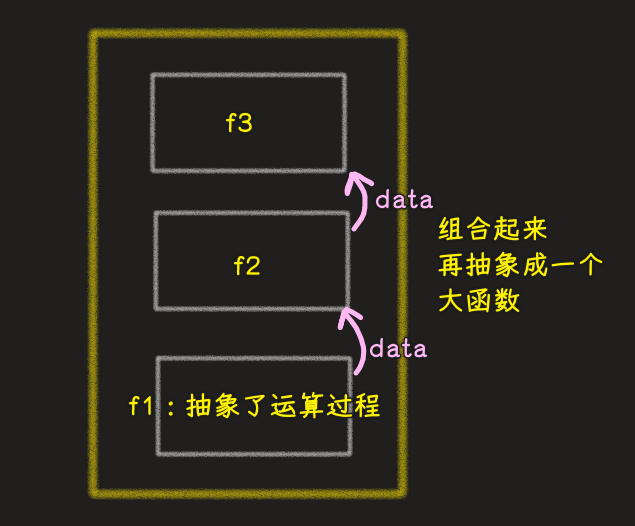 f3
data
组合起来
再抽象成一个
大函数
f2
data
f1：抽象了运算过程